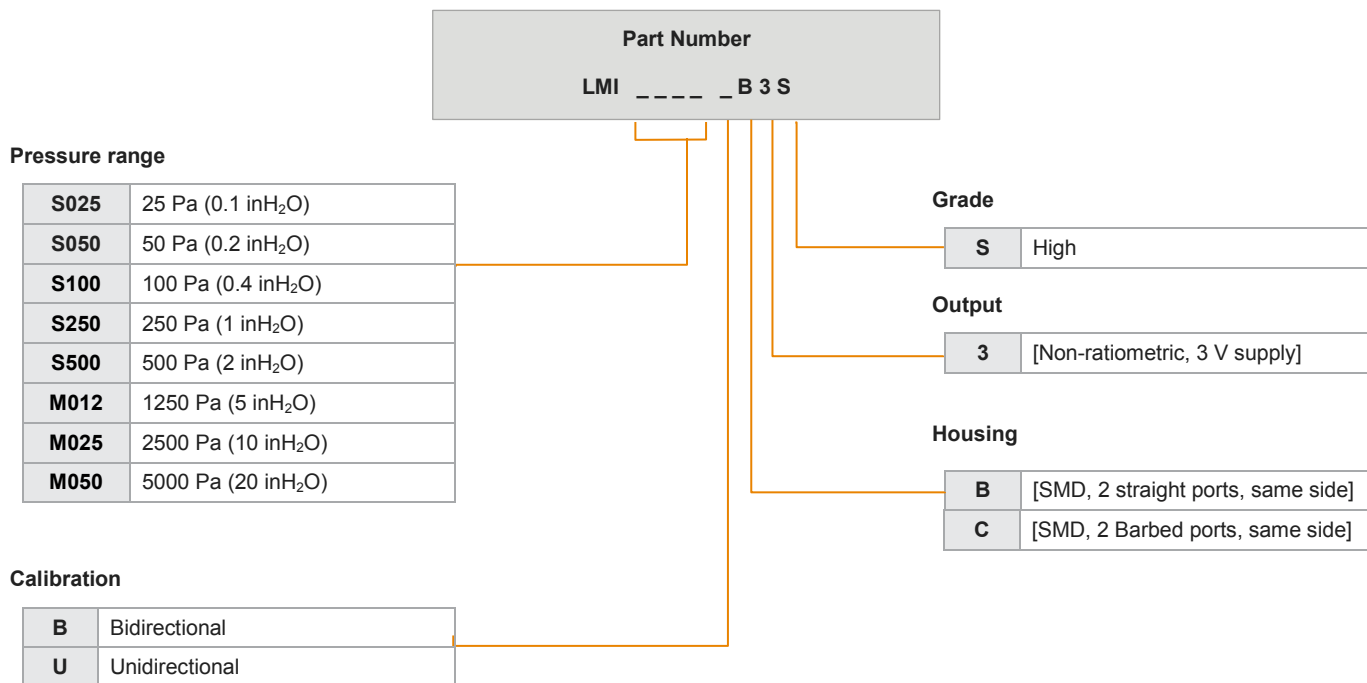 Part Number
LMI _ _ _ _ _ B 3 S
Pressure range
S025 25 Pa (0.1 inH₂O)
S050 50 Pa (0.2 inH₂O)
S100 100 Pa (0.4 inH₂O)
S250 250 Pa (1 inH₂O)
S500 500 Pa (2 inH₂O)
M012 1250 Pa (5 inH₂O)
M025 2500 Pa (10 inH₂O)
M050 5000 Pa (20 inH₂O)
Calibration
B Bidirectional
U Unidirectional
Grade
S High
Output
3 [Non-ratiometric, 3 V supply]
Housing
B [SMD, 2 straight ports, same side]
C [SMD, 2 Barbed ports, same side]